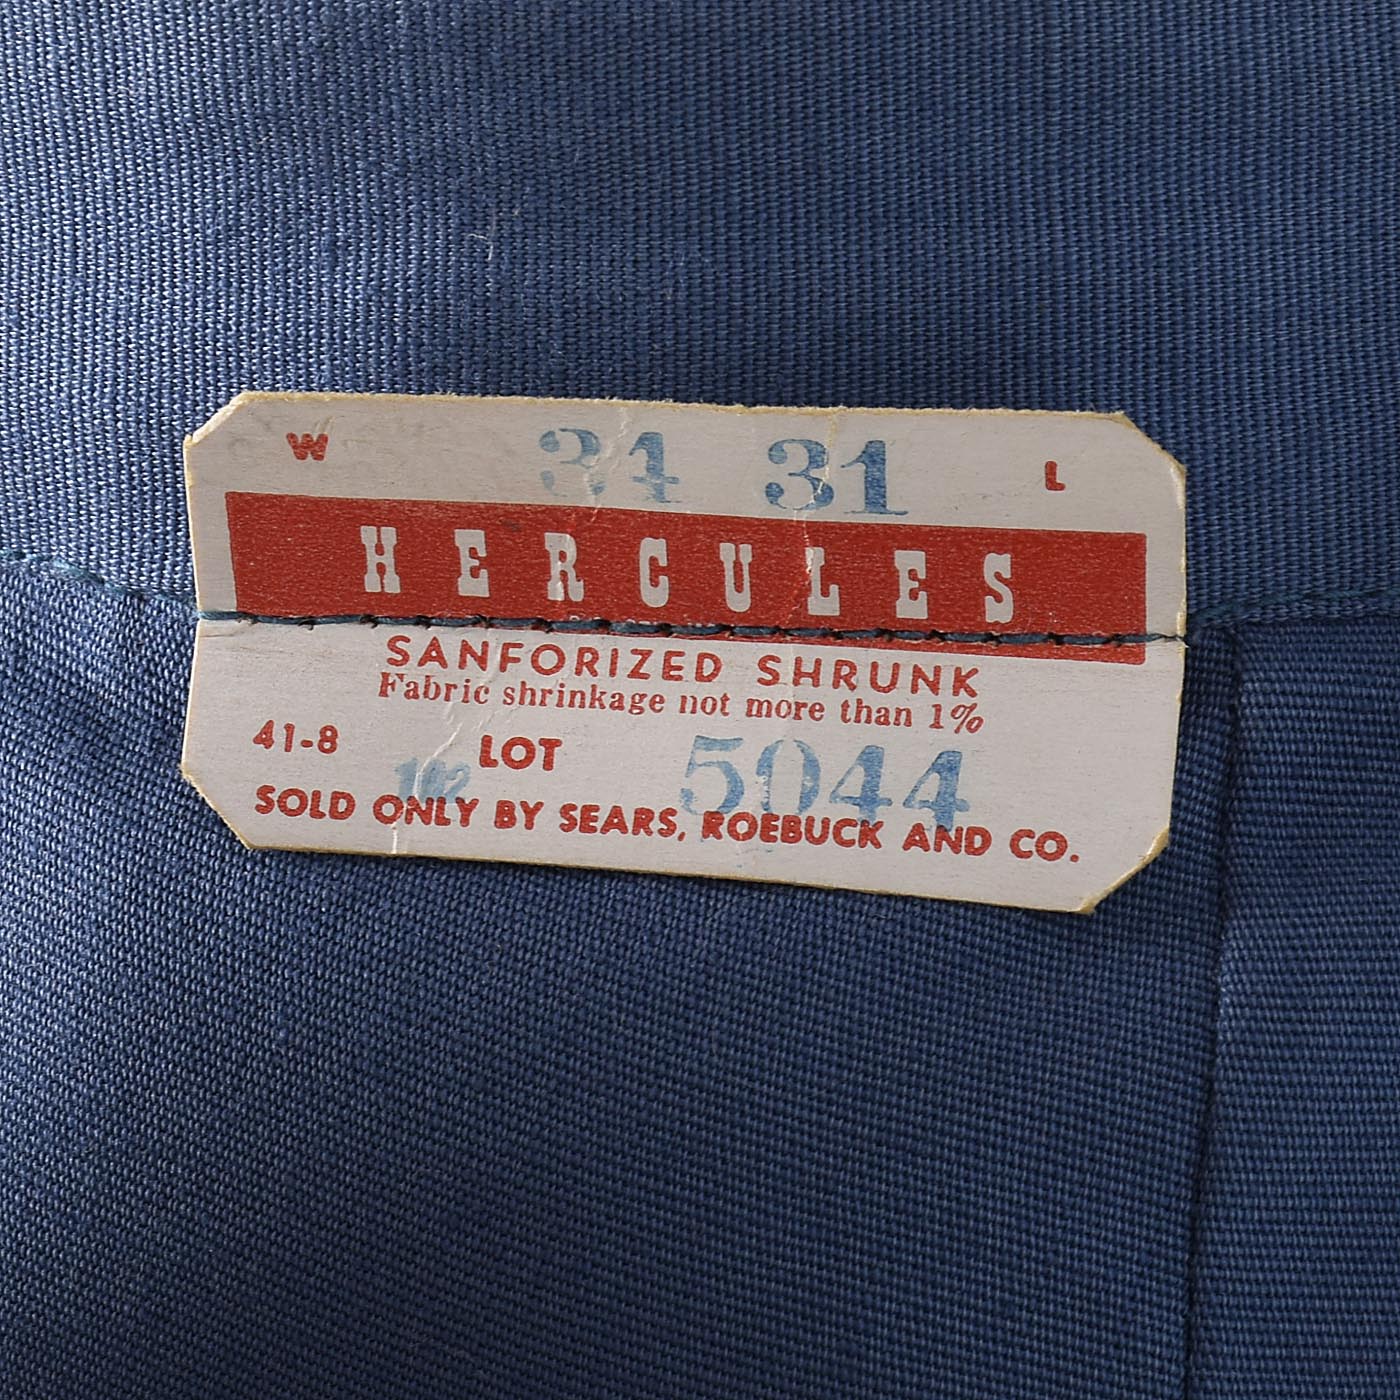 W 34 31 L
HERCULES
SANFORIZED SHRUNK
Fabric shrinkage not more than 1%
41-8 LOT 5044
102
SOLD ONLY BY SEARS, ROEBUCK AND CO.